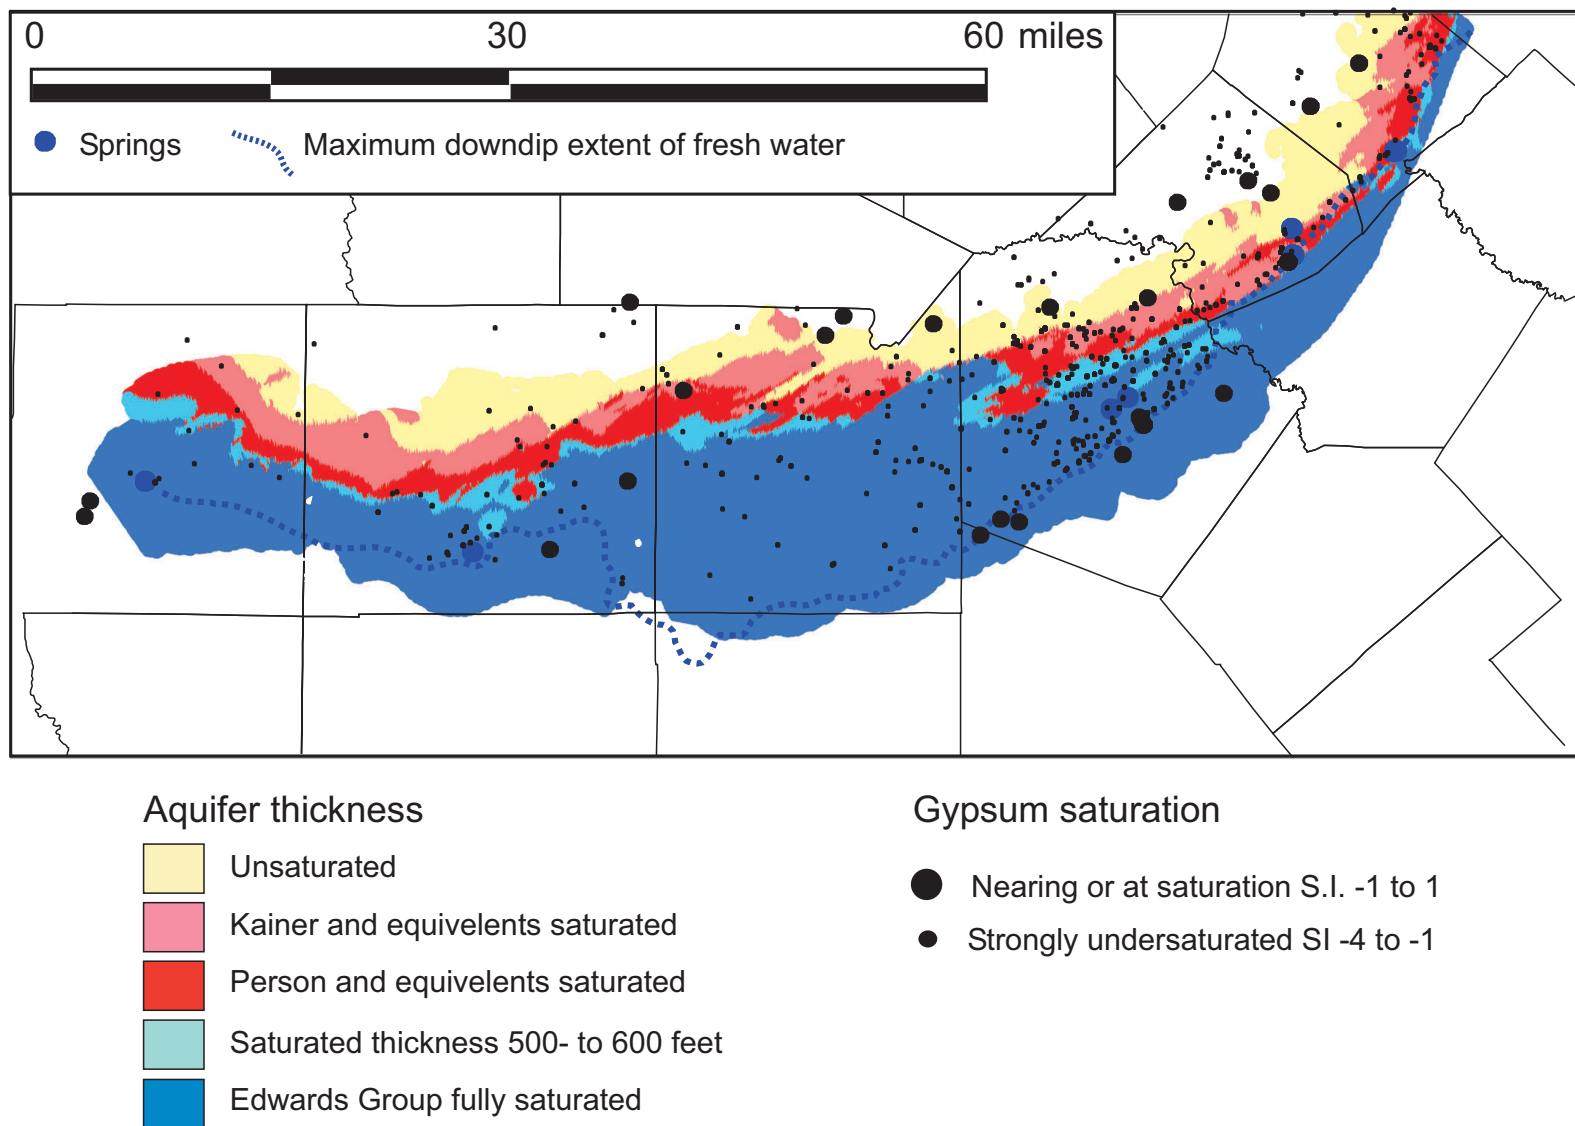 0 30 60 miles
Springs Maximum downdip extent of fresh water
Aquifer thickness
Unsaturated
Kainer and equivelents saturated
Person and equivelents saturated
Saturated thickness 500- to 600 feet
Edwards Group fully saturated
Gypsum saturation
Nearing or at saturation S.I. -1 to 1
Strongly undersaturated SI -4 to -1